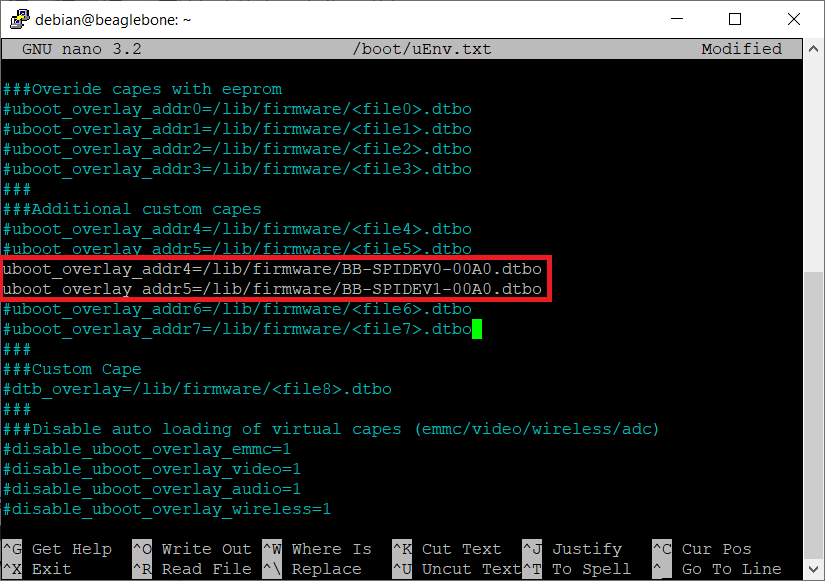 debian@beaglebone: ~
GNU nano 3.2 /boot/uEnv.txt Modified
###Overide capes with eeprom
#uboot_overlay_addr0=/lib/firmware/<file0>.dtbo
#uboot_overlay_addr1=/lib/firmware/<file1>.dtbo
#uboot_overlay_addr2=/lib/firmware/<file2>.dtbo
#uboot_overlay_addr3=/lib/firmware/<file3>.dtbo
###
###Additional custom capes
#uboot_overlay_addr4=/lib/firmware/<file4>.dtbo
#uboot_overlay_addr5=/lib/firmware/<file5>.dtbo
uboot_overlay_addr4=/lib/firmware/BB-SPIDEV0-00A0.dtbo
uboot_overlay_addr5=/lib/firmware/BB-SPIDEV1-00A0.dtbo
#uboot_overlay_addr6=/lib/firmware/<file6>.dtbo
#uboot_overlay_addr7=/lib/firmware/<file7>.dtbo
###
###Custom Cape
#dtb_overlay=/lib/firmware/<file8>.dtbo
###
###Disable auto loading of virtual capes (emmc/video/wireless/adc)
#disable_uboot_overlay_emmc=1
#disable_uboot_overlay_video=1
#disable_uboot_overlay_audio=1
#disable_uboot_overlay_wireless=1
^G Get Help ^O Write Out ^W Where Is ^K Cut Text ^J Justify ^C Cur Pos
^X Exit ^R Read File ^\ Replace ^U Uncut Text ^T To Spell ^_ Go To Line